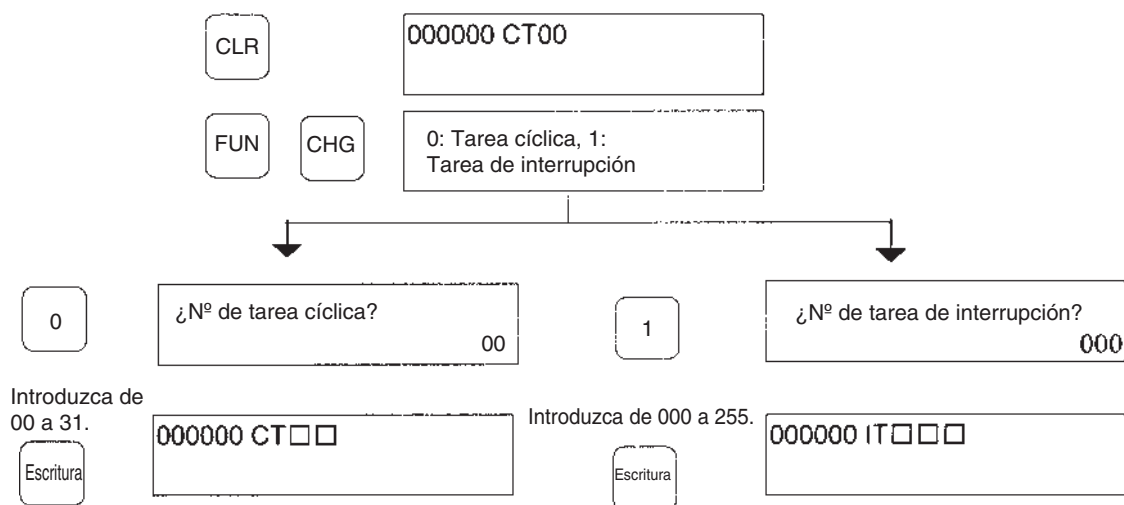 CLR
000000 CT00
FUN
CHG
0: Tarea cíclica, 1:
Tarea de interrupción
0
¿Nº de tarea cíclica?
00
1
¿Nº de tarea de interrupción?
000
Introduzca de
00 a 31.
Escritura
000000 CT□□
Introduzca de 000 a 255.
Escritura
000000 IT□□□